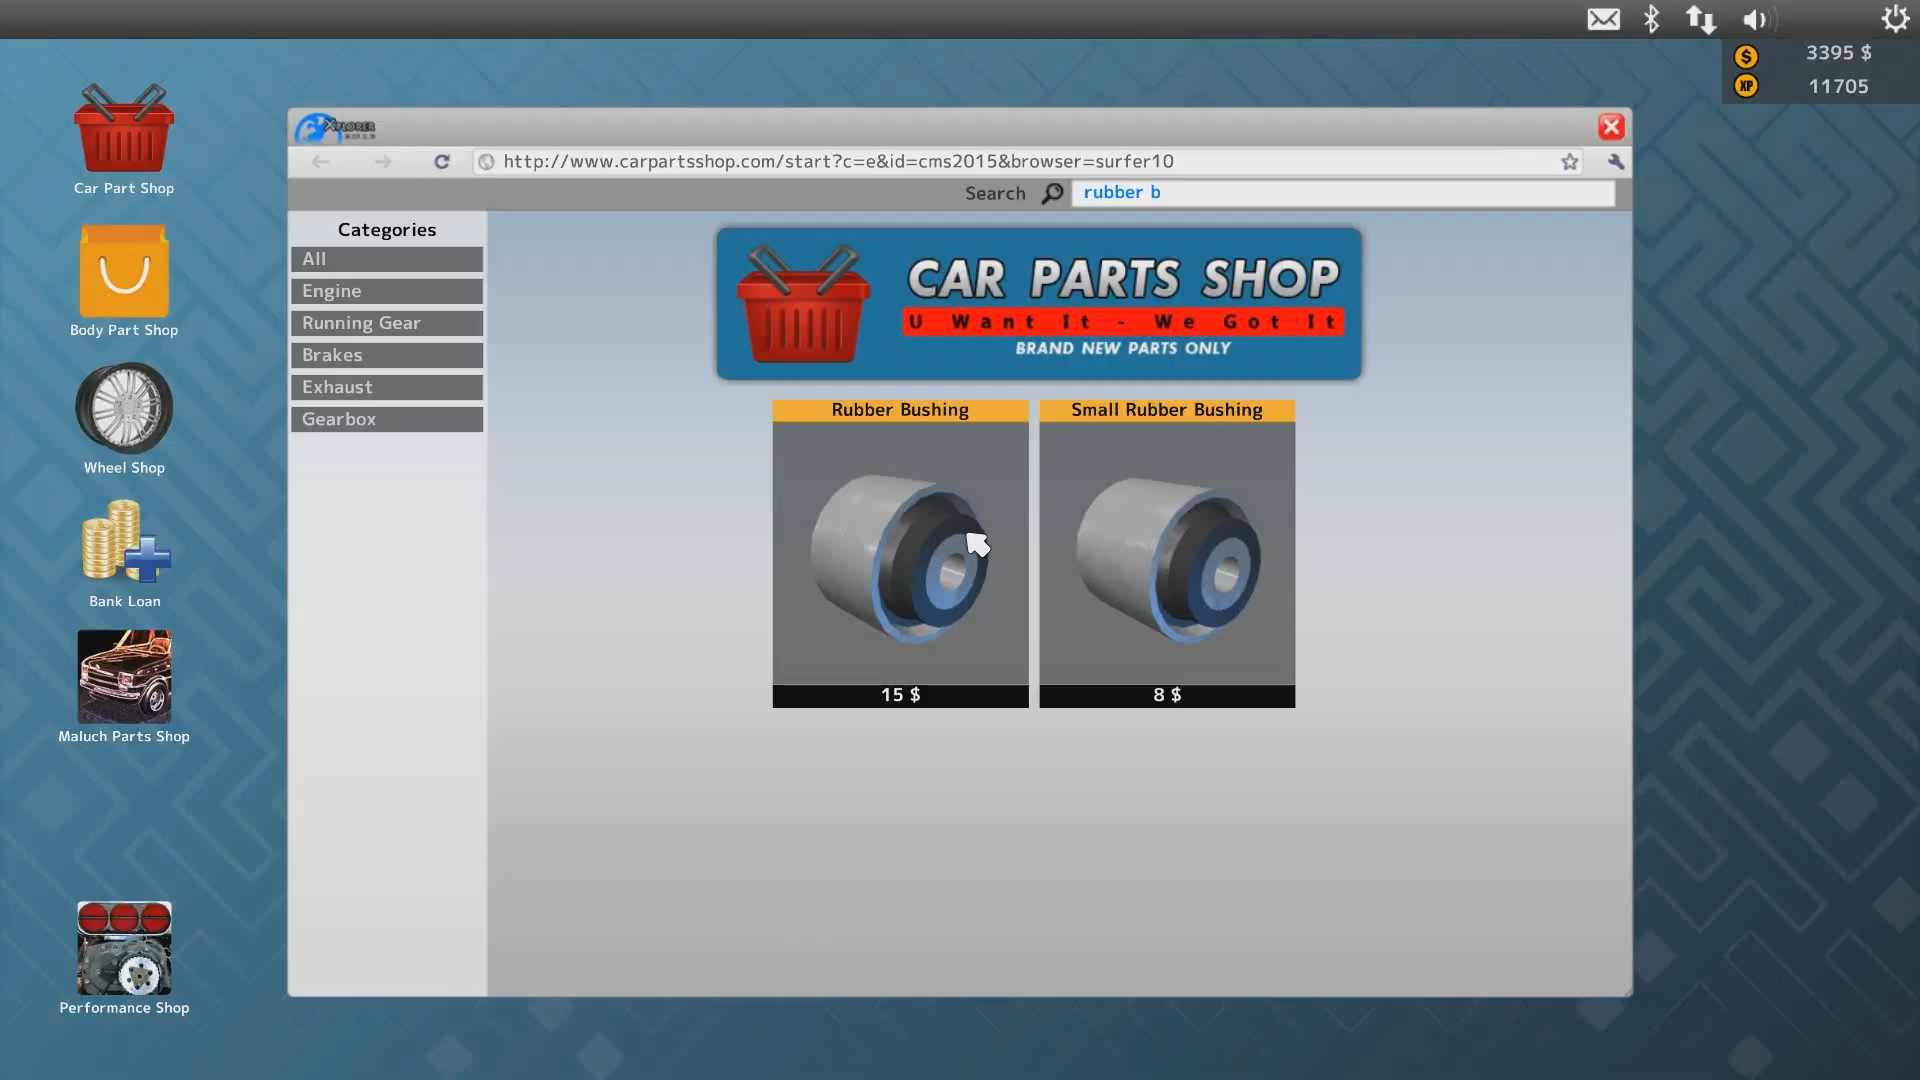 3395 $
XP 11705
Car Part Shop
Body Part Shop
Wheel Shop
Bank Loan
Maluch Parts Shop
Performance Shop
XPLORER
http://www.carpartsshop.com/start?c=e&id=cms2015&browser=surfer10
Search rubber b
Categories
All
Engine
Running Gear
Brakes
Exhaust
Gearbox
CAR PARTS SHOP
U Want It - We Got It
BRAND NEW PARTS ONLY
Rubber Bushing
15 $
Small Rubber Bushing
8 $